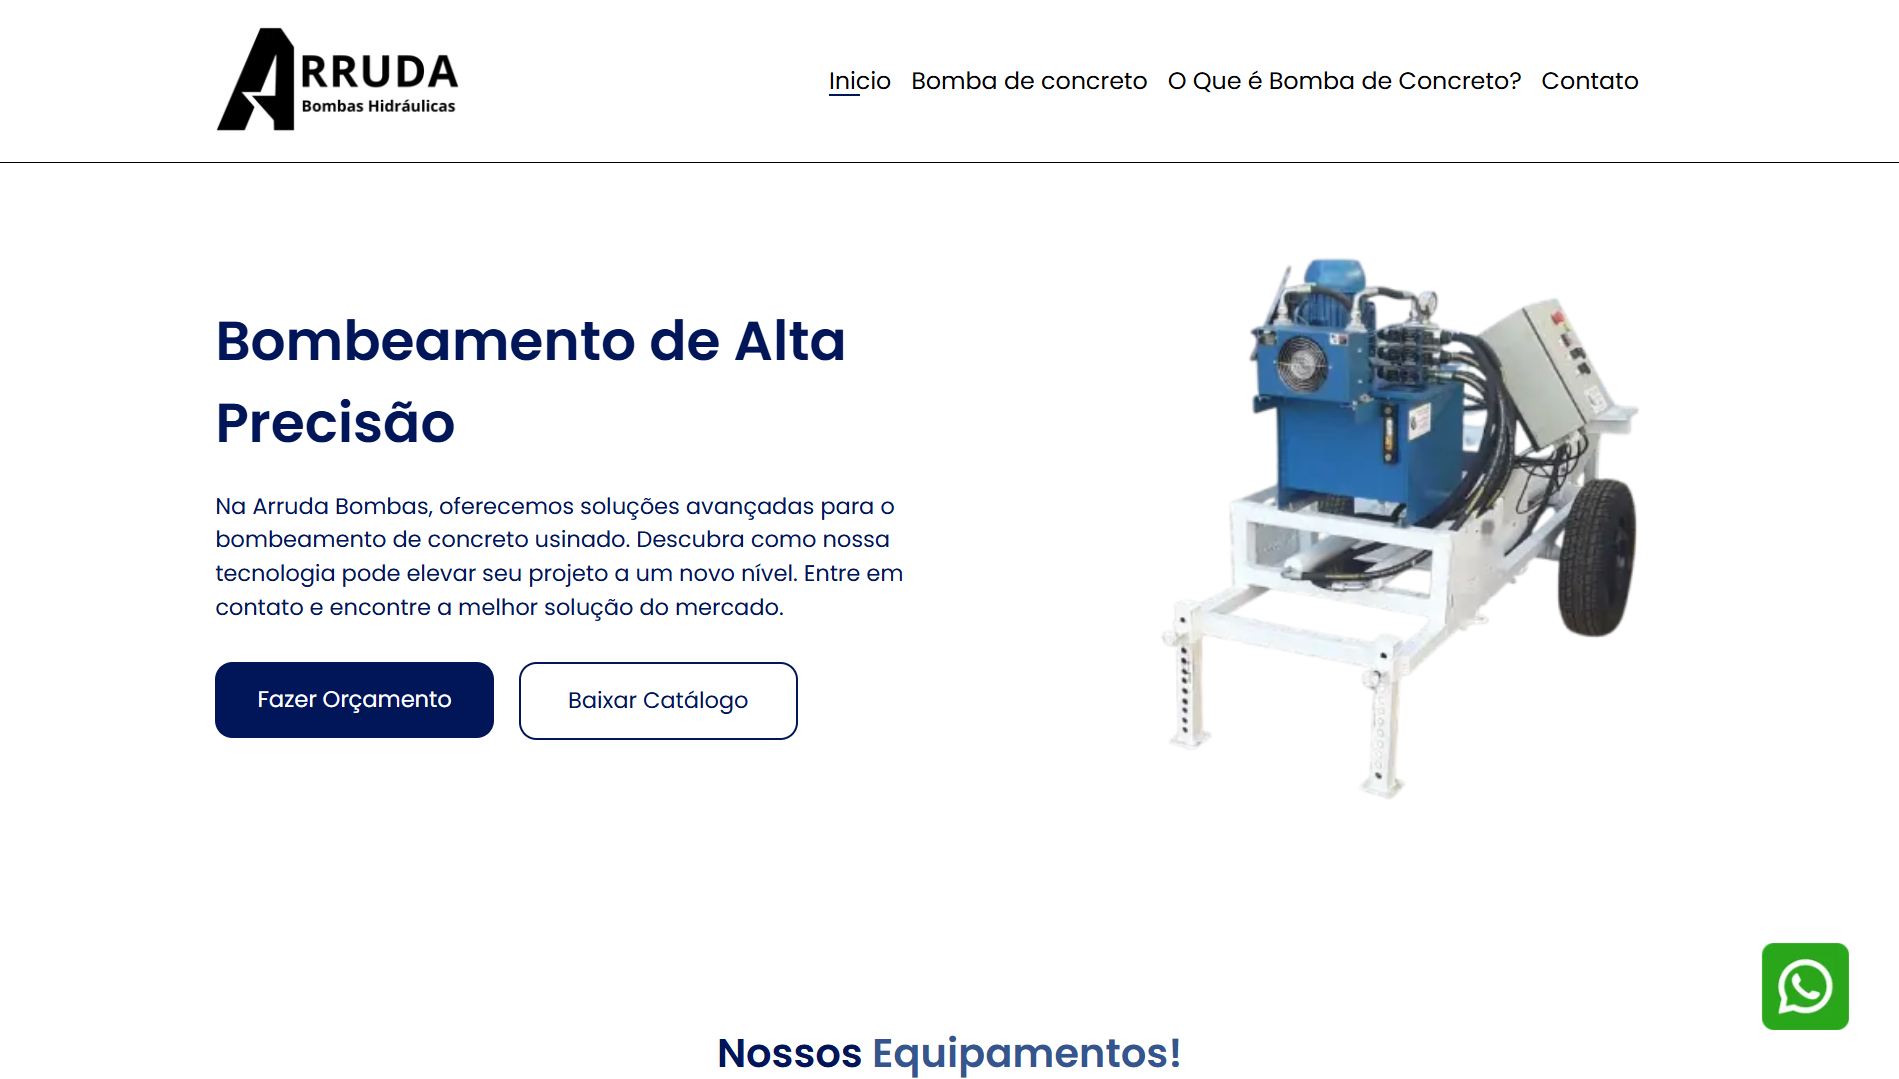 ARRUDA
Bombas Hidráulicas
Inicio
Bomba de concreto
O Que é Bomba de Concreto?
Contato
Bombeamento de Alta
Precisão
Na Arruda Bombas, oferecemos soluções avançadas para o
bombeamento de concreto usinado. Descubra como nossa
tecnologia pode elevar seu projeto a um novo nível. Entre em
contato e encontre a melhor solução do mercado.
Fazer Orçamento
Baixar Catálogo
Nossos Equipamentos!